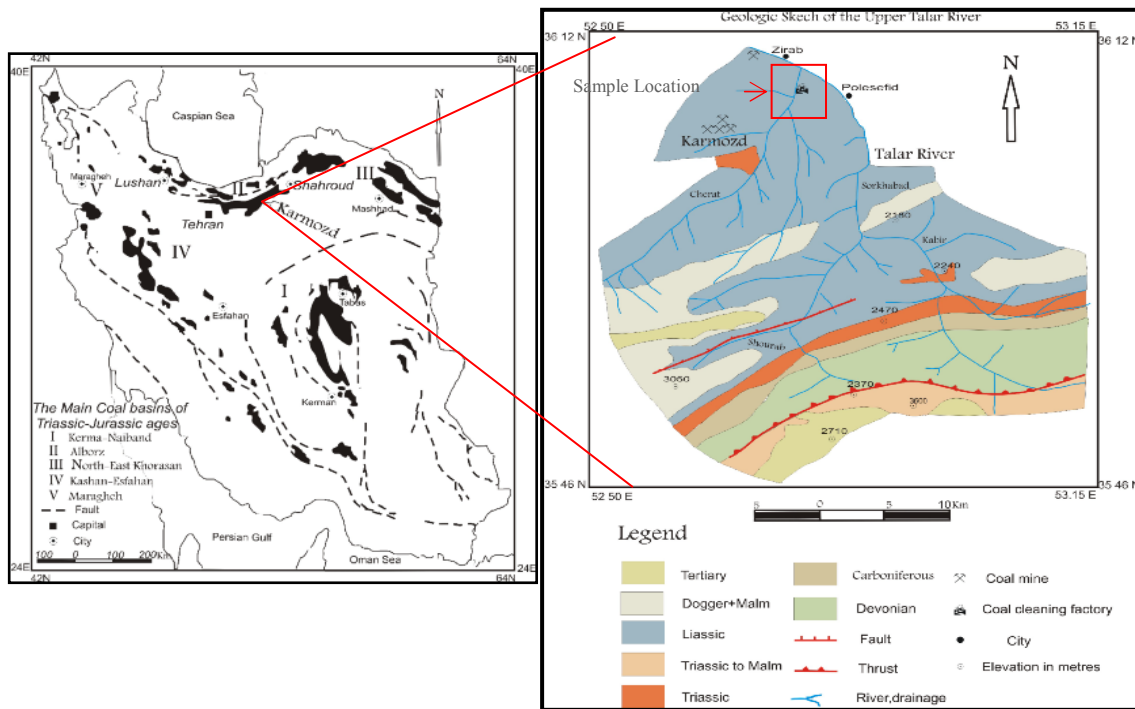 42N
64N
40E
40E
Caspian Sea
N
Maragheh
V
Lushan
II
Shahroud
III
Mashhad
Karmozd
Tehran
IV
I
Tabas
Esfahan
Kerman
The Main Coal basins of
Triassic-Jurassic ages
I Kerma-Naiband
II Alborz
III North-East Khorasan
IV Kashan-Esfahan
V Maragheh
Fault
Capital
City
100 0 100 200Km
Persian Gulf
Oman Sea
24E
24E
42N
64N
Geologic Skech of the Upper Talar River
52 50 E
53.15 E
36 12 N
36 12 N
Zirab
N
Sample Location
Polesefid
Karmozd
Talar River
Cherat
Sorkhabad
2180
Kabir
2240
2470
Shourab
3060
2370
3600
2710
35 46 N
35 46 N
52 50 E
53.15 E
5 0 5 10Km
Legend
Tertiary
Carboniferous
Coal mine
Dogger+Malm
Devonian
Coal cleaning factory
Liassic
Fault
City
Triassic to Malm
Thrust
Elevation in metres
Triassic
River,drainage